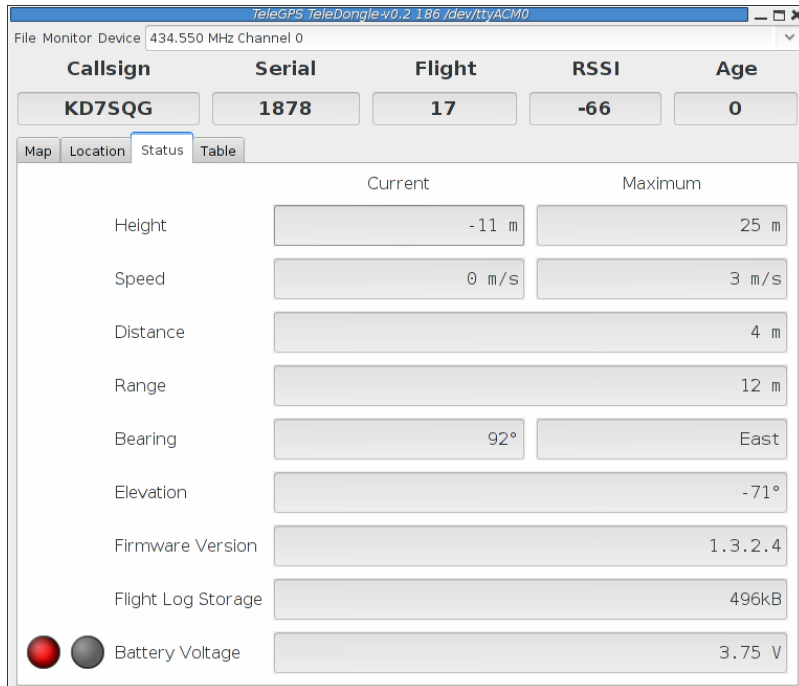 TeleGPS TeleDongle-v0.2 186 /dev/ttyACM0
File Monitor Device 434.550 MHz Channel 0
Callsign Serial Flight RSSI Age
KD7SQG 1878 17 -66 0
Map Location Status Table
Current Maximum
Height -11 m 25 m
Speed 0 m/s 3 m/s
Distance 4 m
Range 12 m
Bearing 92° East
Elevation -71°
Firmware Version 1.3.2.4
Flight Log Storage 496kB
Battery Voltage 3.75 V